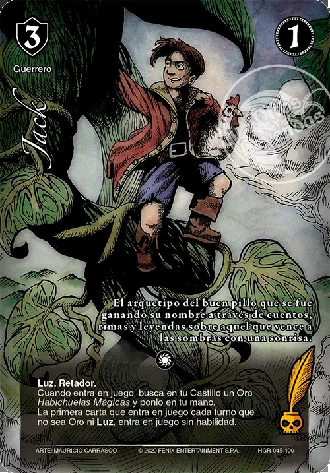 3
1
Guerrero
Jack
El arquetipo del buen pillo que se fue
ganando su nombre a través de cuentos,
rimas y leyendas sobre aquel que vence a
las sombras con una sonrisa.
Luz. Retador.
Cuando entra en juego, busca en tu Castillo un Oro
Habichuelas Mágicas y ponlo en tu mano.
La primera carta que entra en juego cada turno que
no sea Oro ni Luz, entra en juego sin habilidad.
ARTE: MAURICIO CARRASCO
ENTERTAINMENT S.P.A.